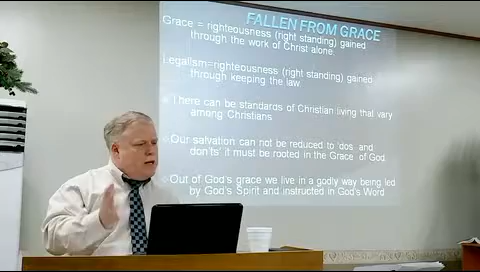 FALLEN FROM GRACE
Grace = righteousness (right standing) gained
through the work of Christ alone.
Legalism=righteousness (right standing) gained
through keeping the law.
There can be standards of Christian living that vary
among Christians
Our salvation can not be reduced to 'dos and
don'ts' it must be rooted in the Grace of God.
Out of God's grace we live in a godly way being led
by God's Spirit and instructed in God's Word